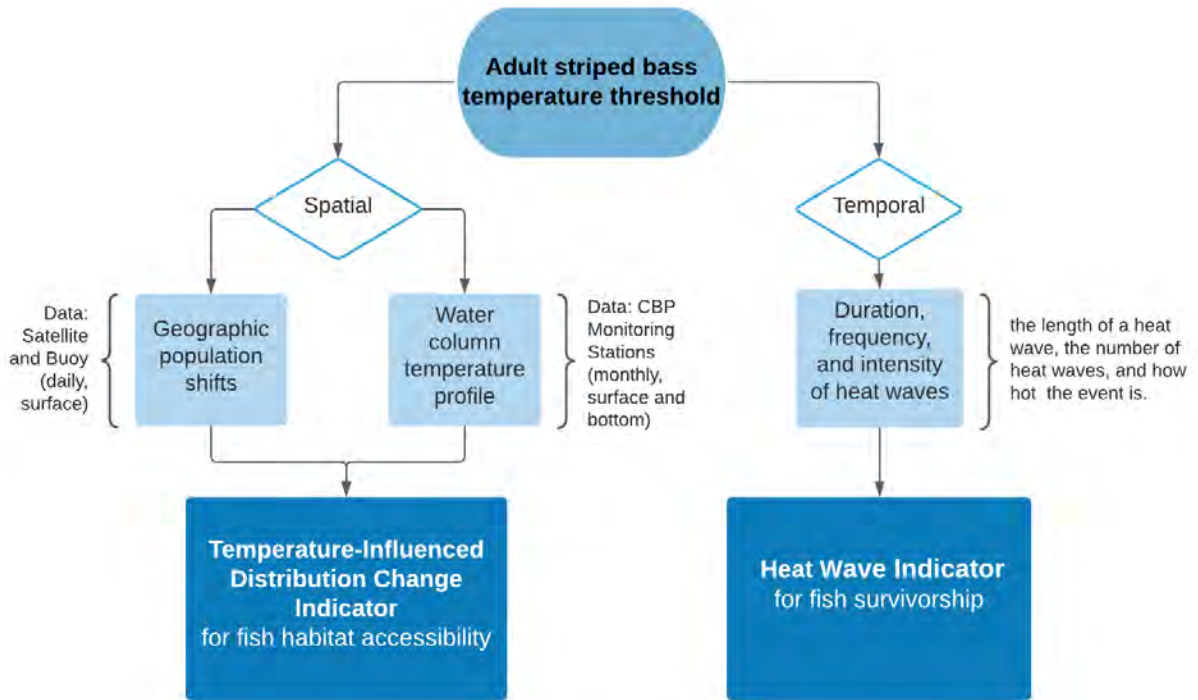 Adult striped bass
temperature threshold
Spatial
Temporal
Data:
Satellite
and Buoy
(daily,
surface)
Geographic
population
shifts
Water
column
temperature
profile
Data: CBP
Monitoring
Stations
(monthly,
surface and
bottom)
Duration,
frequency,
and intensity
of heat waves
the length of a heat
wave, the number of
heat waves, and how
hot the event is.
Temperature-Influenced
Distribution Change
Indicator
for fish habitat accessibility
Heat Wave Indicator
for fish survivorship